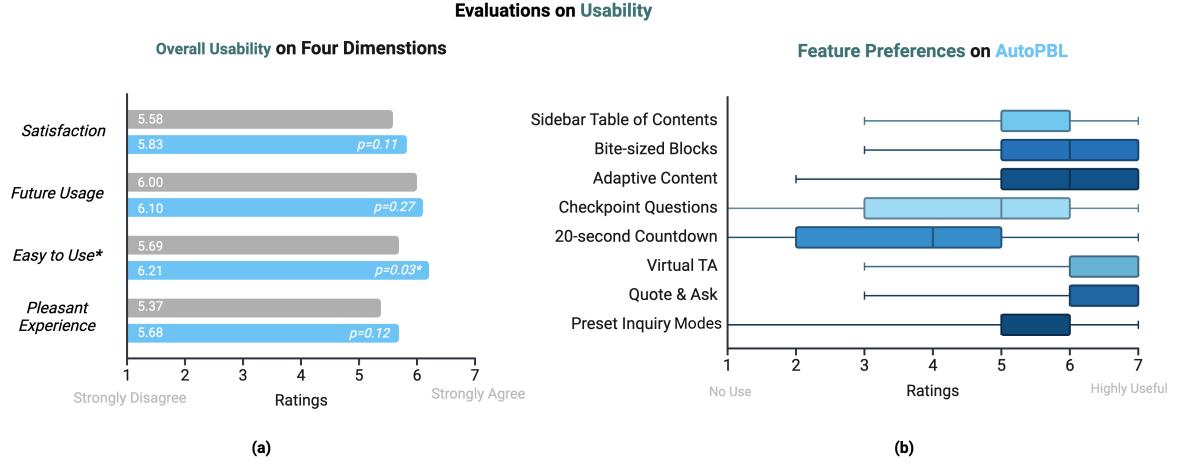 Evaluations on Usability
Overall Usability on Four Dimenstions
Satisfaction
5.58
5.83
p=0.11
Future Usage
6.00
6.10
p=0.27
Easy to Use*
5.69
6.21
p=0.03*
Pleasant
Experience
5.37
5.68
p=0.12
1 2 3 4 5 6 7
Strongly Disagree
Ratings
Strongly Agree
(a)
Feature Preferences on AutoPBL
Sidebar Table of Contents
Bite-sized Blocks
Adaptive Content
Checkpoint Questions
20-second Countdown
Virtual TA
Quote & Ask
Preset Inquiry Modes
1 2 3 4 5 6 7
No Use
Ratings
Highly Useful
(b)